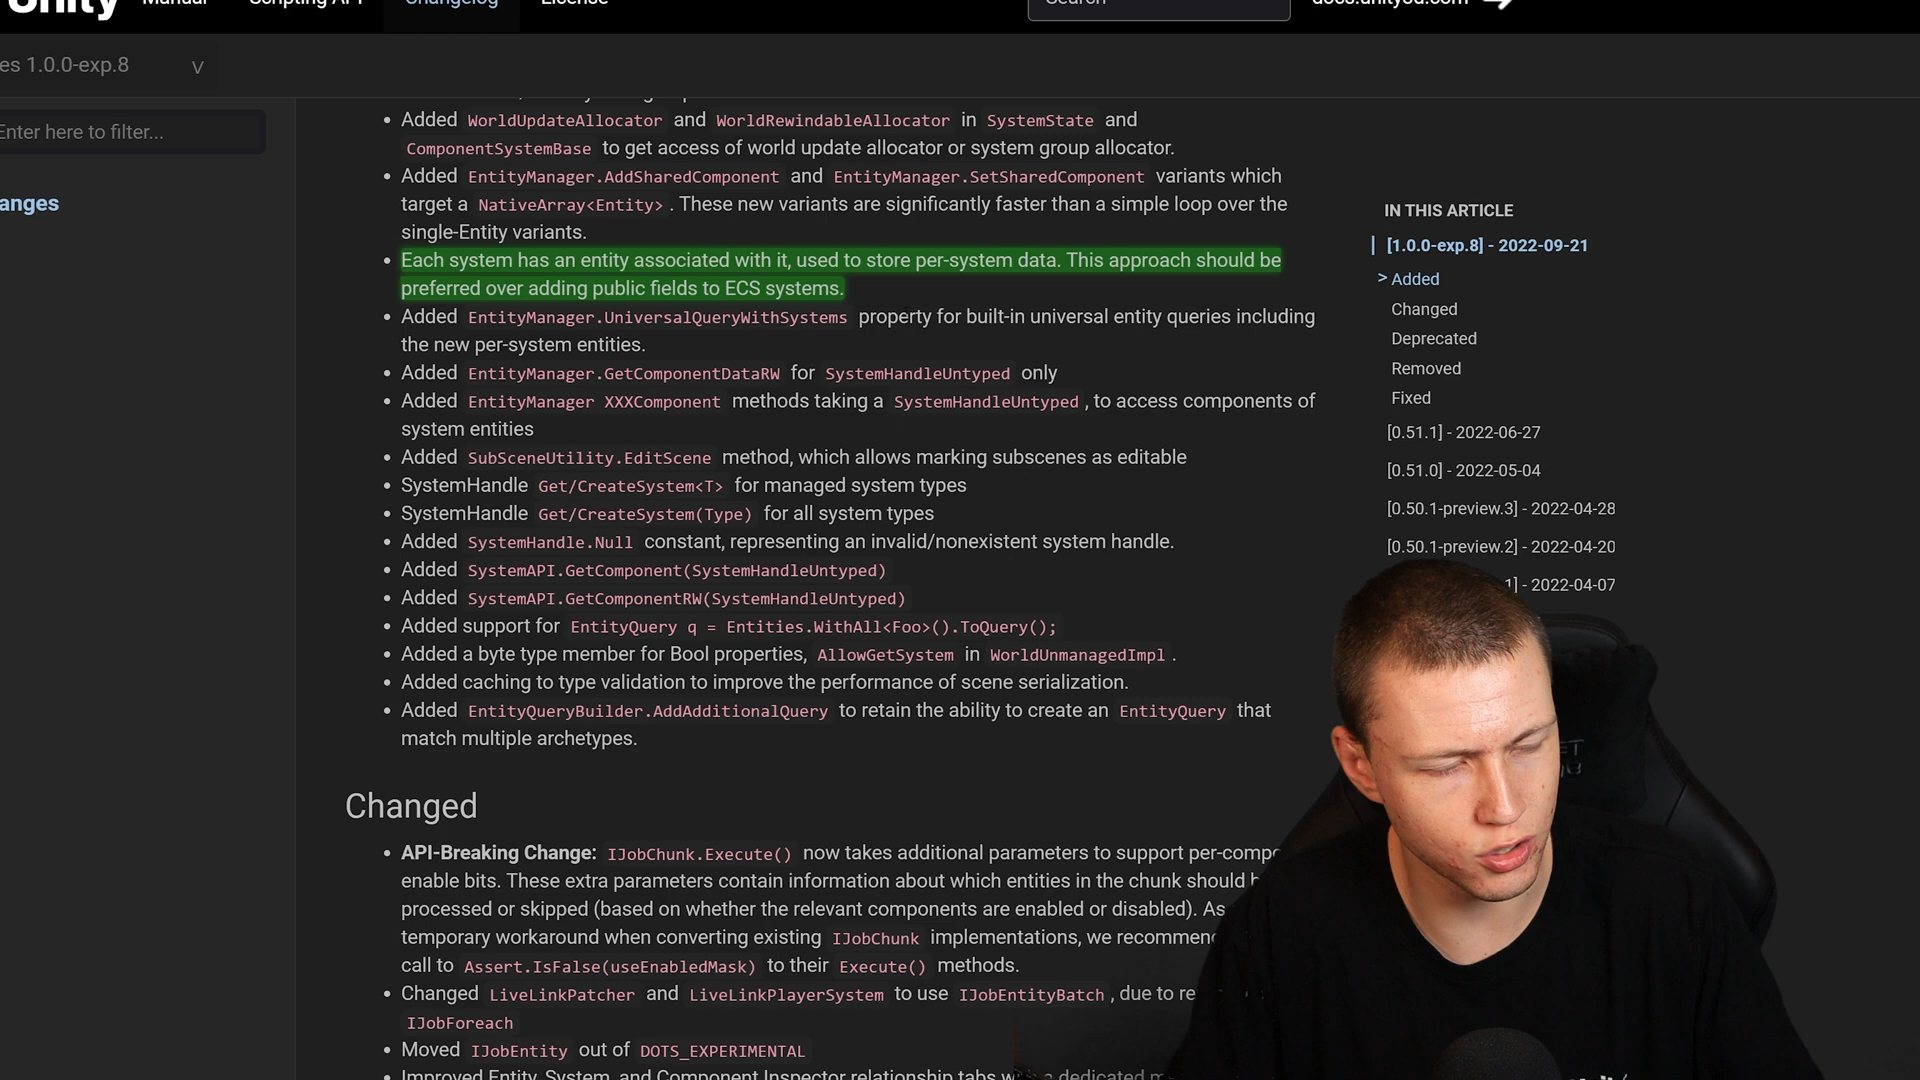 Unity Manual Scripting API Changelog License Search docs.unity3d.com
es 1.0.0-exp.8
Enter here to filter...
anges
• Added WorldUpdateAllocator and WorldRewindableAllocator in SystemState and
ComponentSystemBase to get access of world update allocator or system group allocator.
• Added EntityManager.AddSharedComponent and EntityManager.SetSharedComponent variants which
target a NativeArray<Entity> . These new variants are significantly faster than a simple loop over the
single-Entity variants.
• Each system has an entity associated with it, used to store per-system data. This approach should be
preferred over adding public fields to ECS systems.
• Added EntityManager.UniversalQueryWithSystems property for built-in universal entity queries including
the new per-system entities.
• Added EntityManager.GetComponentDataRW for SystemHandleUntyped only
• Added EntityManager XXXComponent methods taking a SystemHandleUntyped , to access components of
system entities
• Added SubSceneUtility.EditScene method, which allows marking subscenes as editable
• SystemHandle Get/CreateSystem<T> for managed system types
• SystemHandle Get/CreateSystem(Type) for all system types
• Added SystemHandle.Null constant, representing an invalid/nonexistent system handle.
• Added SystemAPI.GetComponent(SystemHandleUntyped)
• Added SystemAPI.GetComponentRW(SystemHandleUntyped)
• Added support for EntityQuery q = Entities.WithAll<Foo>().ToQuery();
• Added a byte type member for Bool properties, AllowGetSystem in WorldUnmanagedImpl .
• Added caching to type validation to improve the performance of scene serialization.
• Added EntityQueryBuilder.AddAdditionalQuery to retain the ability to create an EntityQuery that
match multiple archetypes.
Changed
• API-Breaking Change: IJobChunk.Execute() now takes additional parameters to support per-compo
enable bits. These extra parameters contain information about which entities in the chunk should b
processed or skipped (based on whether the relevant components are enabled or disabled). As
temporary workaround when converting existing IJobChunk implementations, we recommend
call to Assert.IsFalse(useEnabledMask) to their Execute() methods.
• Changed LiveLinkPatcher and LiveLinkPlayerSystem to use IJobEntityBatch , due to re
IJobForeach
• Moved IJobEntity out of DOTS_EXPERIMENTAL
• Improved Entity, System, and Component Inspector relationship tabs
IN THIS ARTICLE
[1.0.0-exp.8] - 2022-09-21
> Added
Changed
Deprecated
Removed
Fixed
[0.51.1] - 2022-06-27
[0.51.0] - 2022-05-04
[0.50.1-preview.3] - 2022-04-28
[0.50.1-preview.2] - 2022-04-20
1] - 2022-04-07